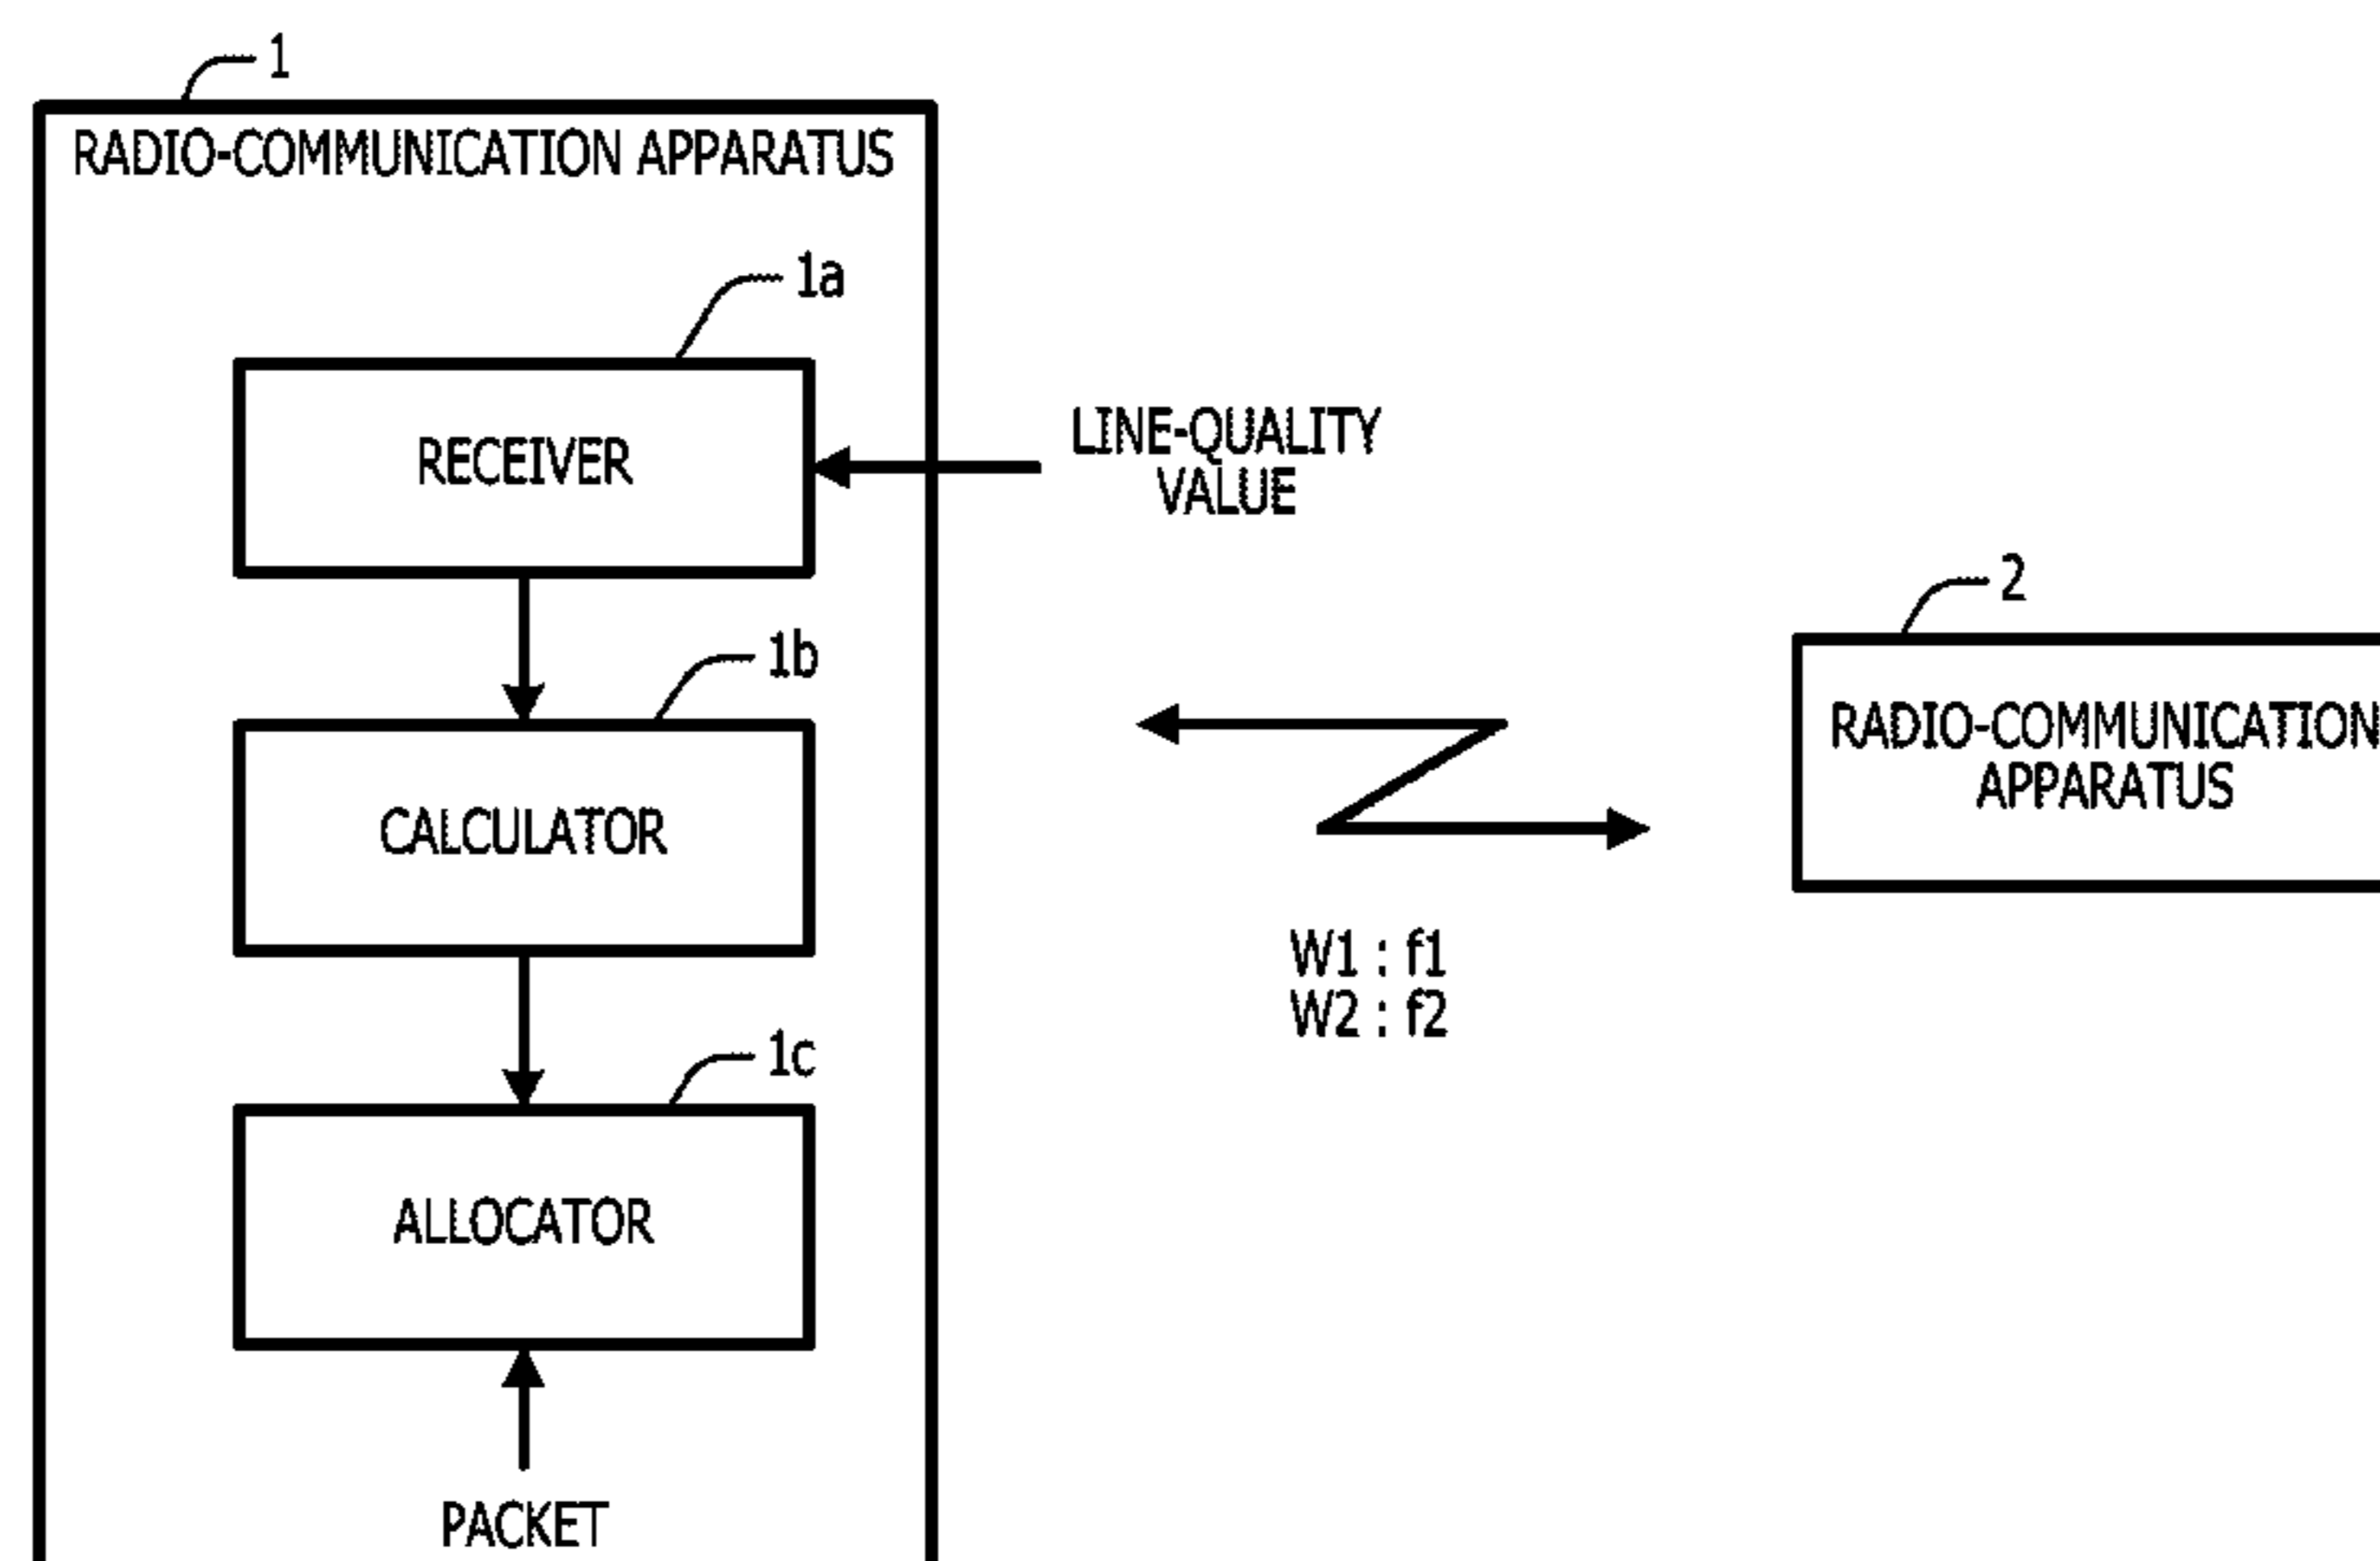 1
RADIO-COMMUNICATION APPARATUS
1a
RECEIVER
LINE-QUALITY
VALUE
1b
CALCULATOR
2
RADIO-COMMUNICATION
APPARATUS
W1 : f1
W2 : f2
1c
ALLOCATOR
PACKET